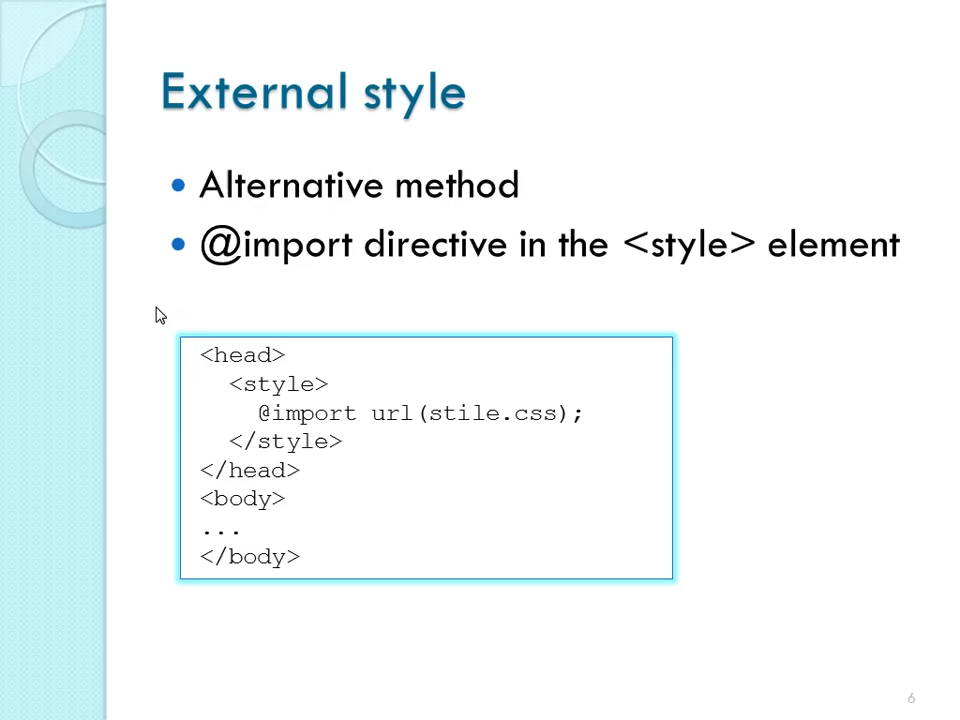 External style
• Alternative method
• @import directive in the <style> element
<head>
  <style>
    @import url(stile.css);
  </style>
</head>
<body>
...
</body>
6